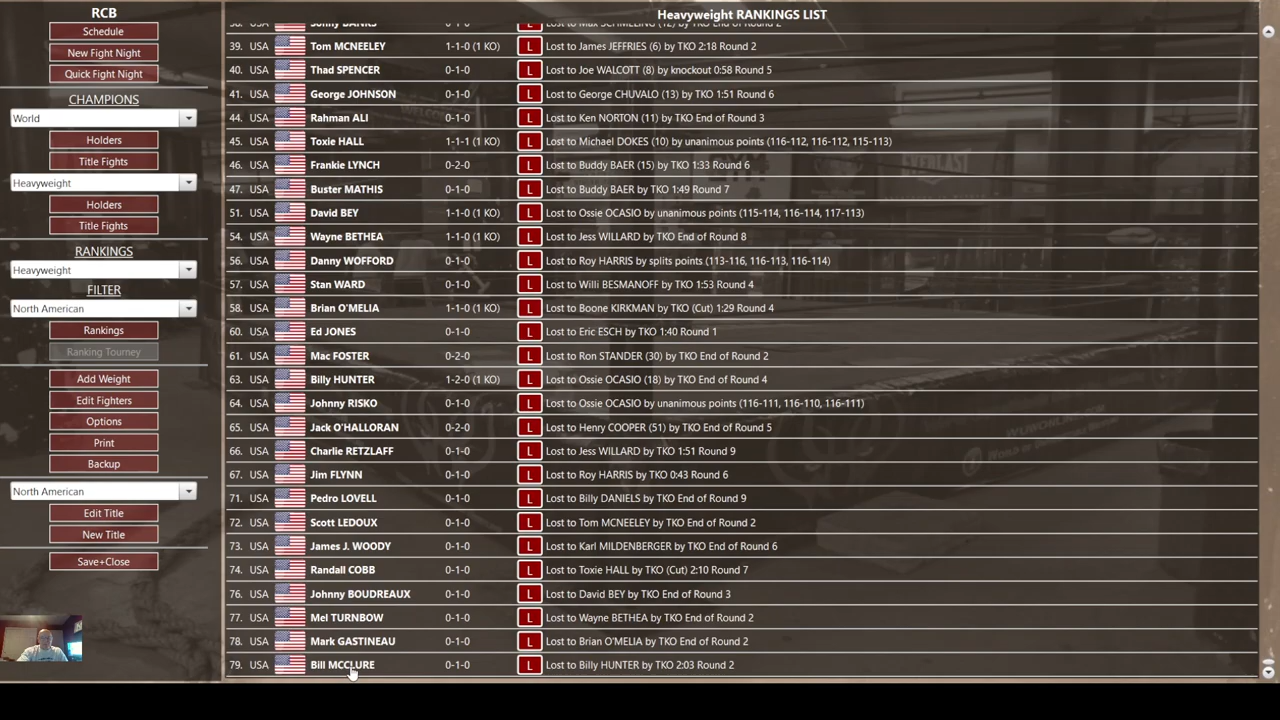 RCB
Schedule
New Fight Night
Quick Fight Night
CHAMPIONS
World
Holders
Title Fights
Heavyweight
Holders
Title Fights
RANKINGS
Heavyweight
FILTER
North American
Rankings
Ranking Tourney
Add Weight
Edit Fighters
Options
Print
Backup
North American
Edit Title
New Title
Save+Close
Heavyweight RANKINGS LIST
39. USA Tom MCNEELEY 1-1-0 (1 KO) L Lost to James JEFFRIES (6) by TKO 2:18 Round 2
40. USA Thad SPENCER 0-1-0 L Lost to Joe WALCOTT (8) by knockout 0:58 Round 5
41. USA George JOHNSON 0-1-0 L Lost to George CHUVALO (13) by TKO 1:51 Round 6
44. USA Rahman ALI 0-1-0 L Lost to Ken NORTON (11) by TKO End of Round 3
45. USA Toxie HALL 1-1-1 (1 KO) L Lost to Michael DOKES (10) by unanimous points (116-112, 116-112, 115-113)
46. USA Frankie LYNCH 0-2-0 L Lost to Buddy BAER (15) by TKO 1:33 Round 6
47. USA Buster MATHIS 0-1-0 L Lost to Buddy BAER by TKO 1:49 Round 7
51. USA David BEY 1-1-0 (1 KO) L Lost to Ossie OCASIO by unanimous points (115-114, 116-114, 117-113)
54. USA Wayne BETHEA 1-1-0 (1 KO) L Lost to Jess WILLARD by TKO End of Round 8
56. USA Danny WOFFORD 0-1-0 L Lost to Roy HARRIS by splits points (113-116, 116-113, 116-114)
57. USA Stan WARD 0-1-0 L Lost to Willi BESMANOFF by TKO 1:53 Round 4
58. USA Brian O'MELIA 1-1-0 (1 KO) L Lost to Boone KIRKMAN by TKO (Cut) 1:29 Round 4
60. USA Ed JONES 0-1-0 L Lost to Eric ESCH by TKO 1:40 Round 1
61. USA Mac FOSTER 0-2-0 L Lost to Ron STANDER (30) by TKO End of Round 2
63. USA Billy HUNTER 1-2-0 (1 KO) L Lost to Ossie OCASIO (18) by TKO End of Round 4
64. USA Johnny RISKO 0-1-0 L Lost to Ossie OCASIO by unanimous points (116-111, 116-110, 116-111)
65. USA Jack O'HALLORAN 0-2-0 L Lost to Henry COOPER (51) by TKO End of Round 5
66. USA Charlie RETZLAFF 0-1-0 L Lost to Jess WILLARD by TKO 1:51 Round 9
67. USA Jim FLYNN 0-1-0 L Lost to Roy HARRIS by TKO 0:43 Round 6
71. USA Pedro LOVELL 0-1-0 L Lost to Billy DANIELS by TKO End of Round 9
72. USA Scott LEDOUX 0-1-0 L Lost to Tom MCNEELEY by TKO End of Round 2
73. USA James J. WOODY 0-1-0 L Lost to Karl MILDENBERGER by TKO End of Round 6
74. USA Randall COBB 0-1-0 L Lost to Toxie HALL by TKO (Cut) 2:10 Round 7
76. USA Johnny BOUDREAUX 0-1-0 L Lost to David BEY by TKO End of Round 3
77. USA Mel TURNBOW 0-1-0 L Lost to Wayne BETHEA by TKO End of Round 2
78. USA Mark GASTINEAU 0-1-0 L Lost to Brian O'MELIA by TKO End of Round 2
79. USA Bill MCCLURE 0-1-0 L Lost to Billy HUNTER by TKO 2:03 Round 2